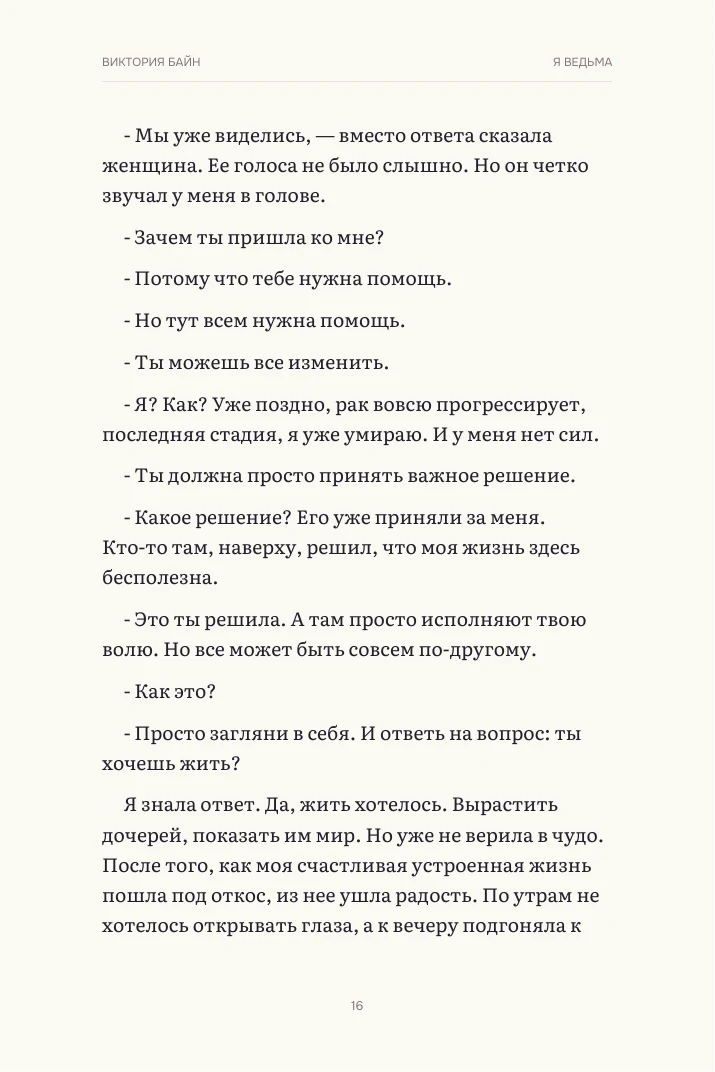 ВИКТОРИЯ БАЙН
Я ВЕДЬМА
- Мы уже виделись, — вместо ответа сказала
женщина. Ее голоса не было слышно. Но он четко
звучал у меня в голове.
- Зачем ты пришла ко мне?
- Потому что тебе нужна помощь.
- Но тут всем нужна помощь.
- Ты можешь все изменить.
- Я? Как? Уже поздно, рак вовсю прогрессирует,
последняя стадия, я уже умираю. И у меня нет сил.
- Ты должна просто принять важное решение.
- Какое решение? Его уже приняли за меня.
Кто-то там, наверху, решил, что моя жизнь здесь
бесполезна.
- Это ты решила. А там просто исполняют твою
волю. Но все может быть совсем по-другому.
- Как это?
- Просто загляни в себя. И ответь на вопрос: ты
хочешь жить?
Я знала ответ. Да, жить хотелось. Вырастить
дочерей, показать им мир. Но уже не верила в чудо.
После того, как моя счастливая устроенная жизнь
пошла под откос, из нее ушла радость. По утрам не
хотелось открывать глаза, а к вечеру подгоняла к
16